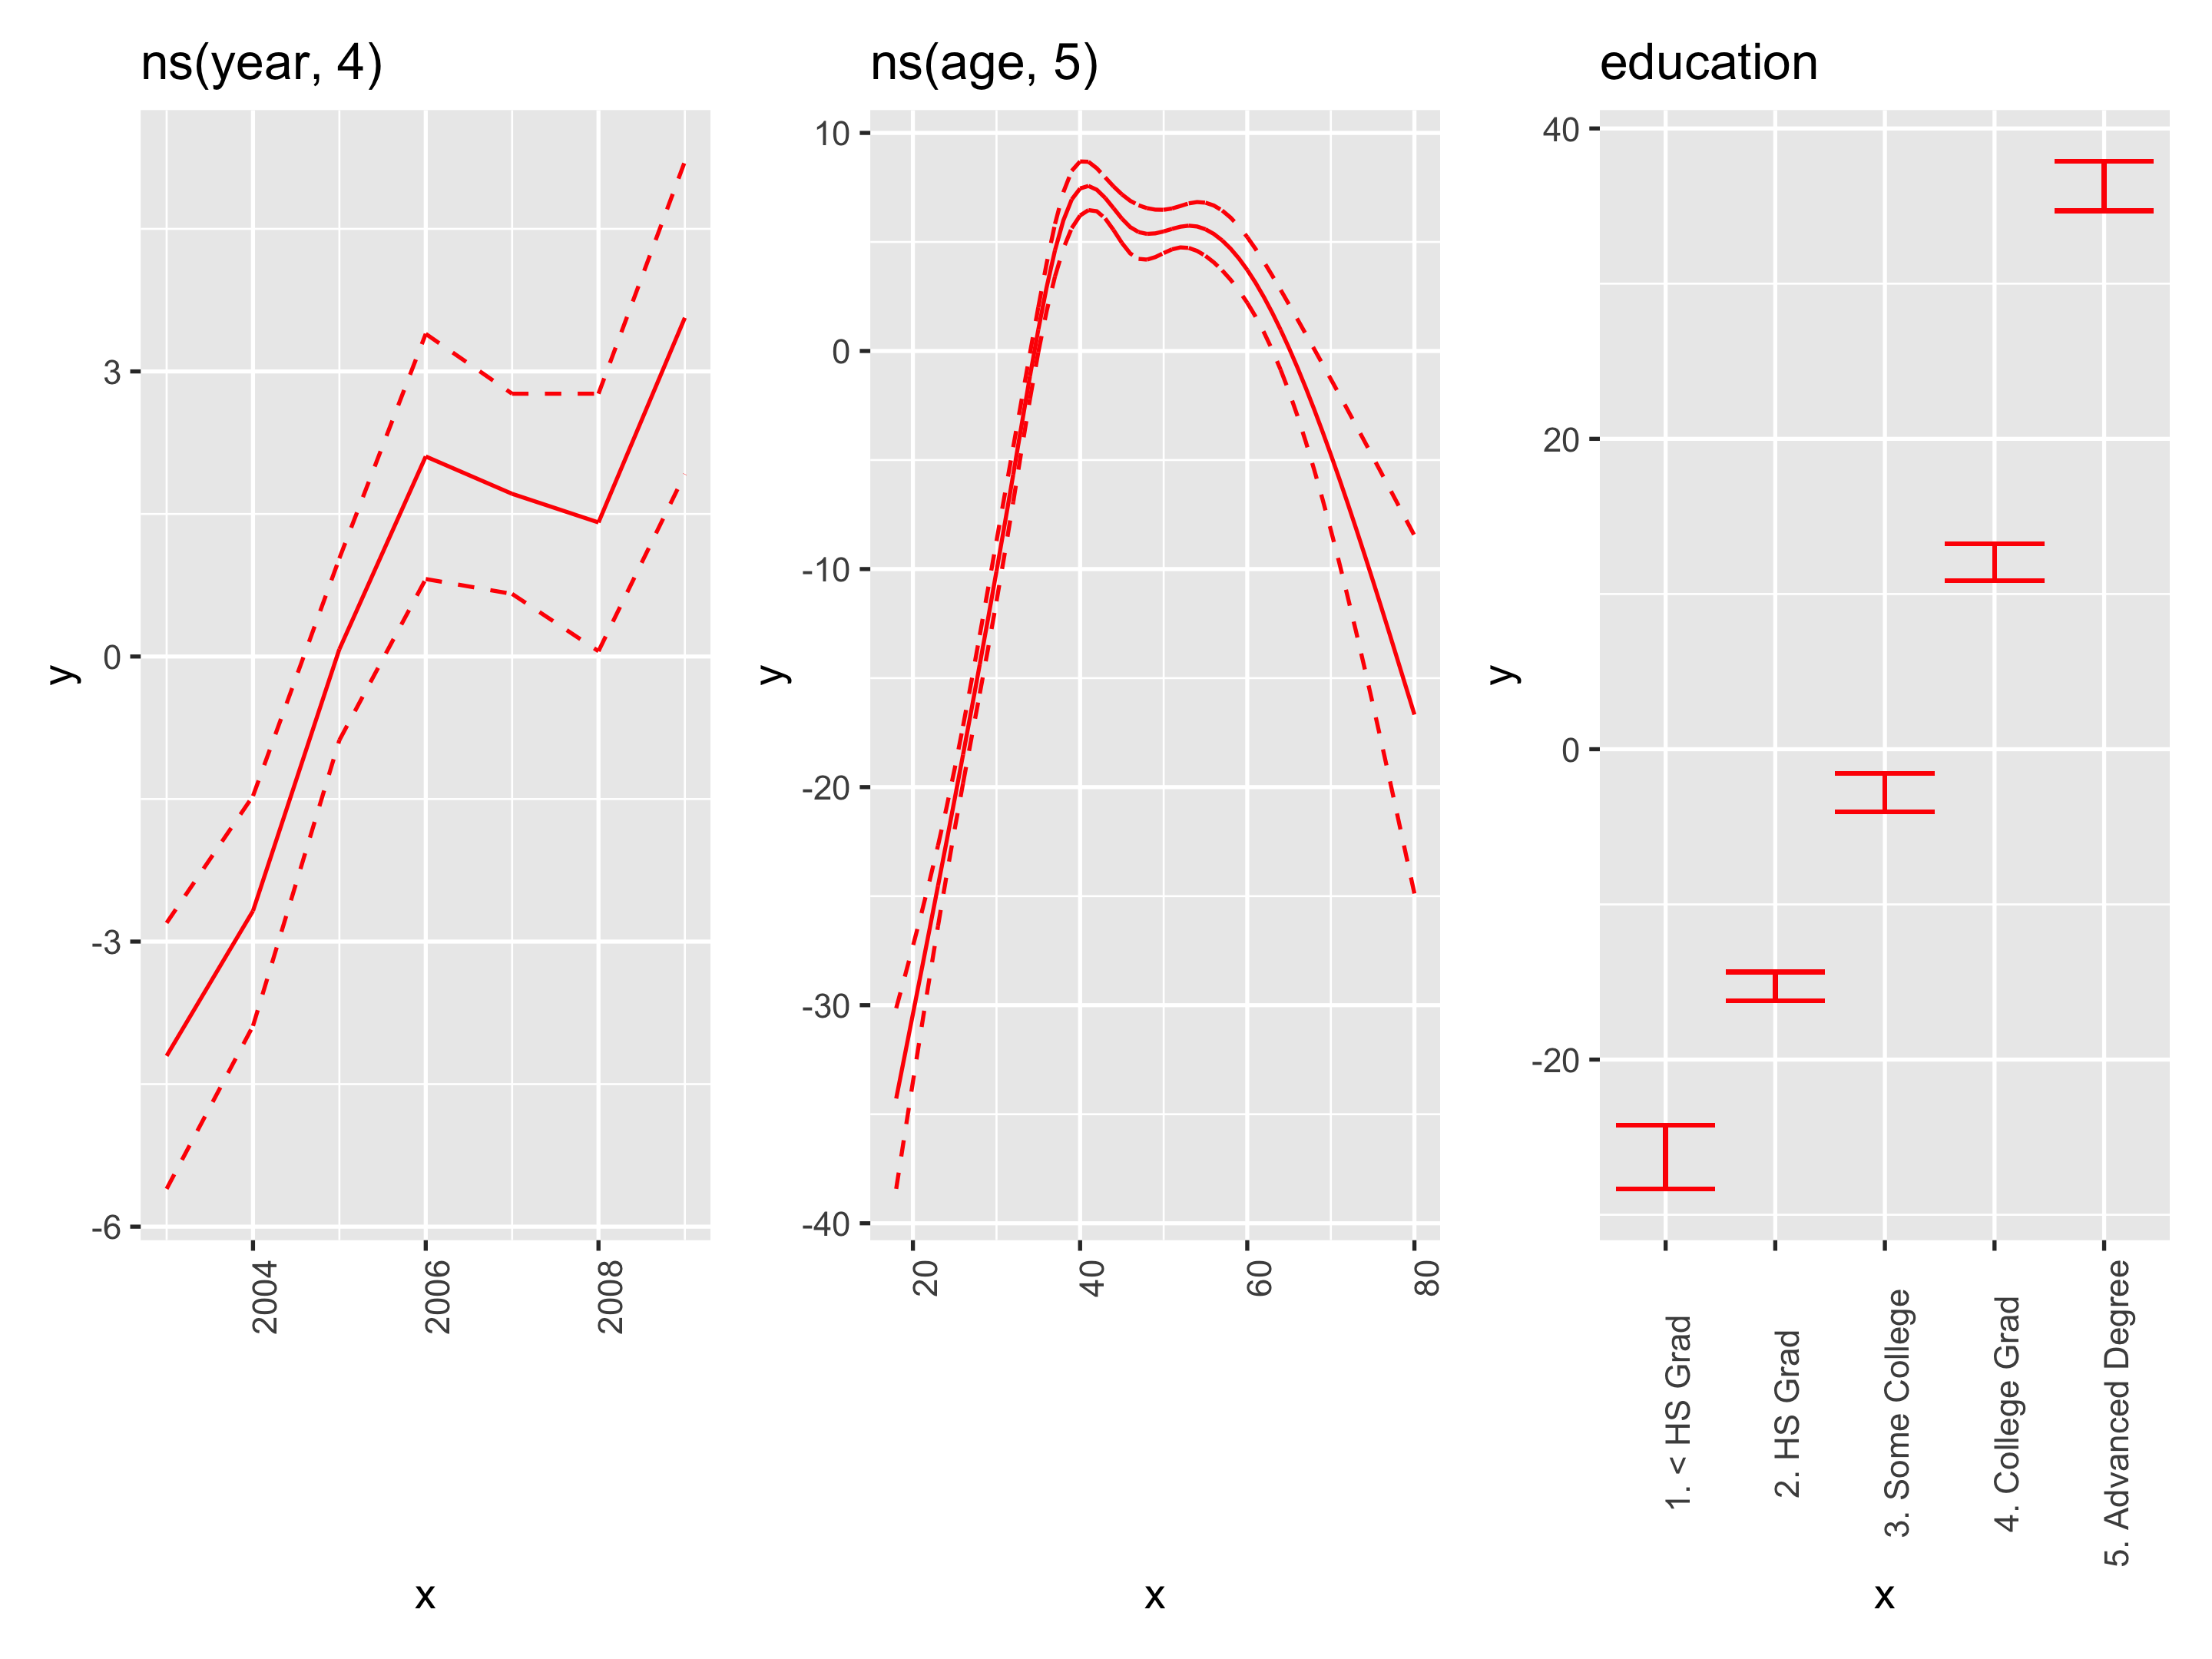 ns(year, 4)
y
3
0
-3
-6
2004
2006
2008
x
ns(age, 5)
y
10
0
-10
-20
-30
-40
20
40
60
80
x
education
y
40
20
0
-20
1. < HS Grad
2. HS Grad
3. Some College
4. College Grad
5. Advanced Degree
x